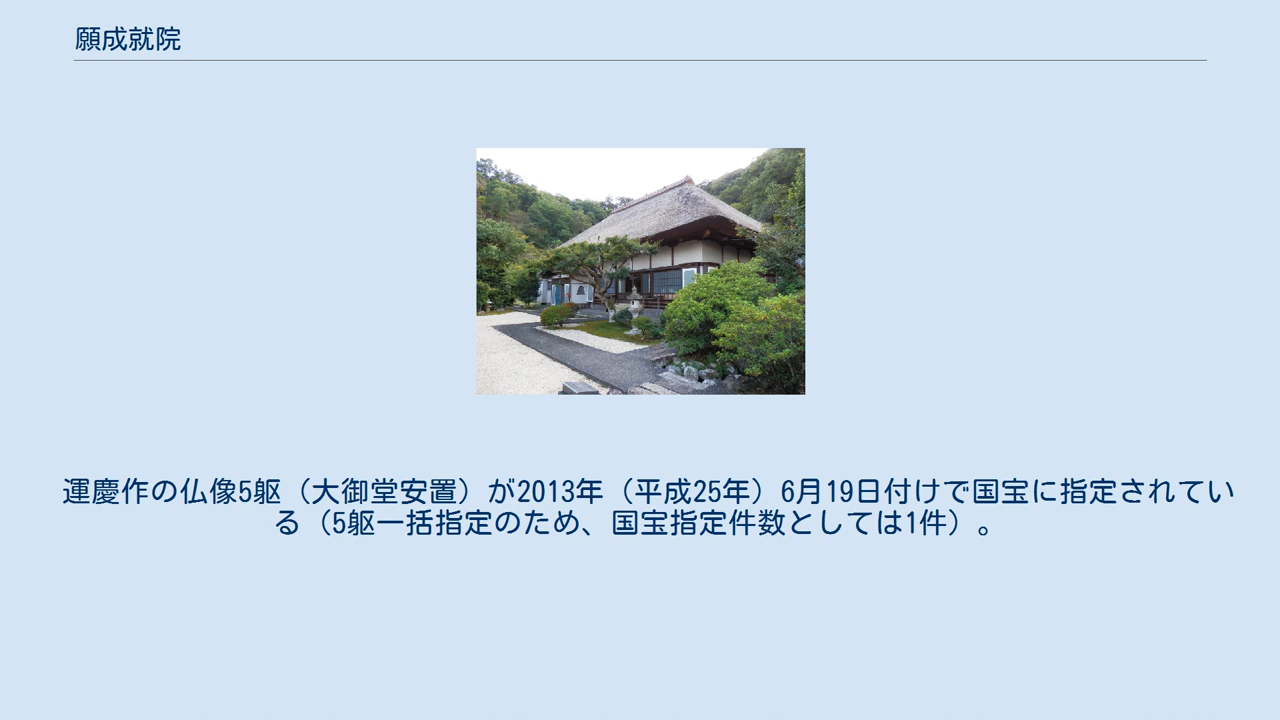 願成就院
運慶作の仏像5躯（大御堂安置）が2013年（平成25年）6月19日付けで国宝に指定されてい
る（5躯一括指定のため、国宝指定件数としては1件）。